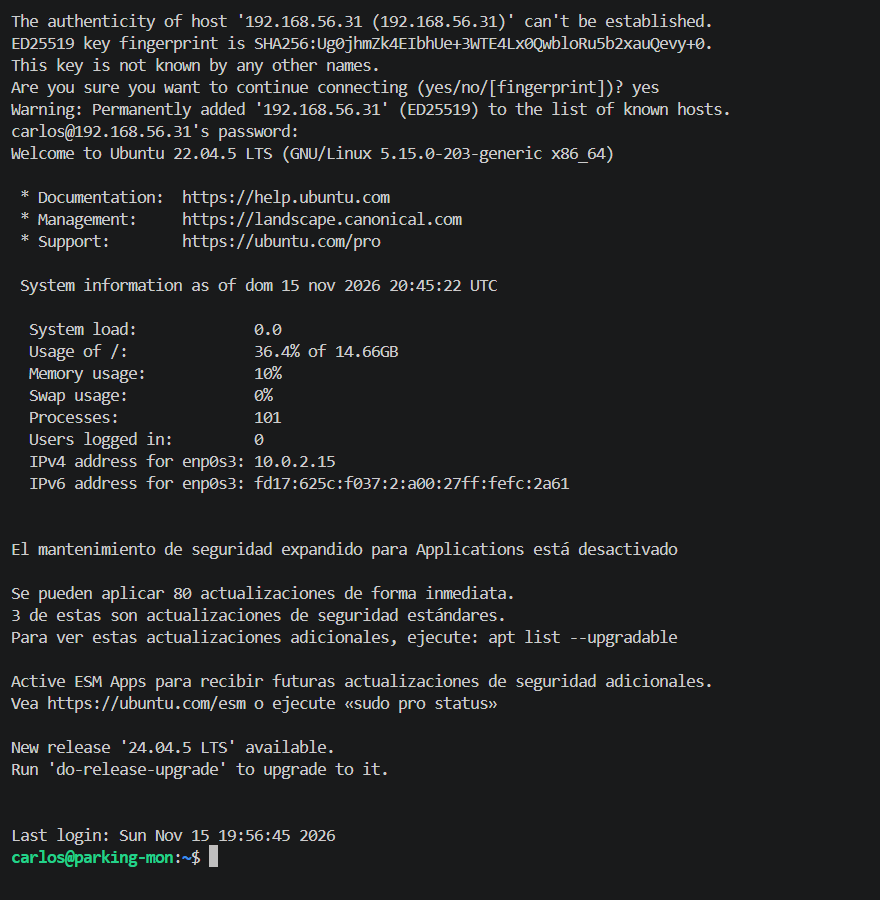 The authenticity of host '192.168.56.31 (192.168.56.31)' can't be established.
ED25519 key fingerprint is SHA256:Ug0jhmZk4EIbhUe+3WTE4Lx0QwbloRu5b2xauQevy+0.
This key is not known by any other names.
Are you sure you want to continue connecting (yes/no/[fingerprint])? yes
Warning: Permanently added '192.168.56.31' (ED25519) to the list of known hosts.
carlos@192.168.56.31's password:
Welcome to Ubuntu 22.04.5 LTS (GNU/Linux 5.15.0-203-generic x86_64)
* Documentation:  https://help.ubuntu.com
* Management:     https://landscape.canonical.com
* Support:        https://ubuntu.com/pro
System information as of dom 15 nov 2026 20:45:22 UTC
System load:             0.0
Usage of /:              36.4% of 14.66GB
Memory usage:            10%
Swap usage:              0%
Processes:               101
Users logged in:         0
IPv4 address for enp0s3: 10.0.2.15
IPv6 address for enp0s3: fd17:625c:f037:2:a00:27ff:fefc:2a61
El mantenimiento de seguridad expandido para Applications está desactivado
Se pueden aplicar 80 actualizaciones de forma inmediata.
3 de estas son actualizaciones de seguridad estándares.
Para ver estas actualizaciones adicionales, ejecute: apt list --upgradable
Active ESM Apps para recibir futuras actualizaciones de seguridad adicionales.
Vea https://ubuntu.com/esm o ejecute «sudo pro status»
New release '24.04.5 LTS' available.
Run 'do-release-upgrade' to upgrade to it.
Last login: Sun Nov 15 19:56:45 2026
carlos@parking-mon:~$